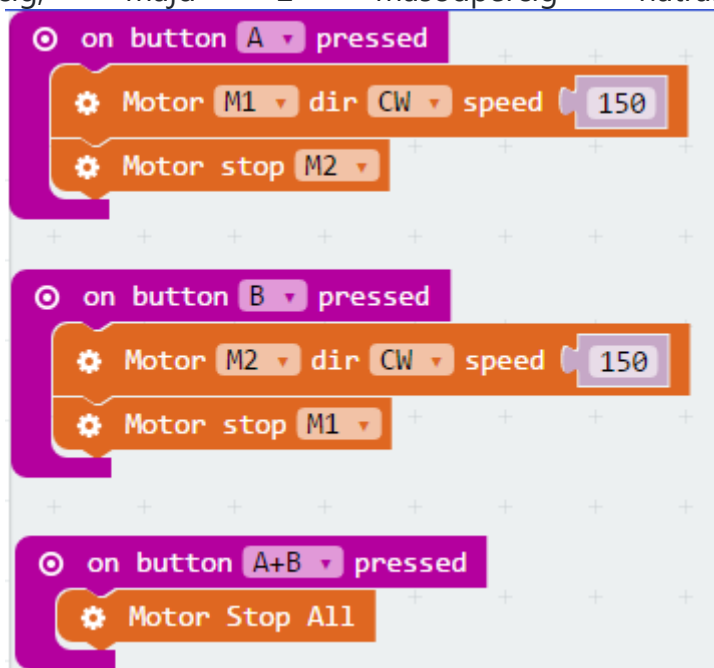 on button A pressed
Motor M1 dir CW speed 150
Motor stop M2
on button B pressed
Motor M2 dir CW speed 150
Motor stop M1
on button A+B pressed
Motor Stop All